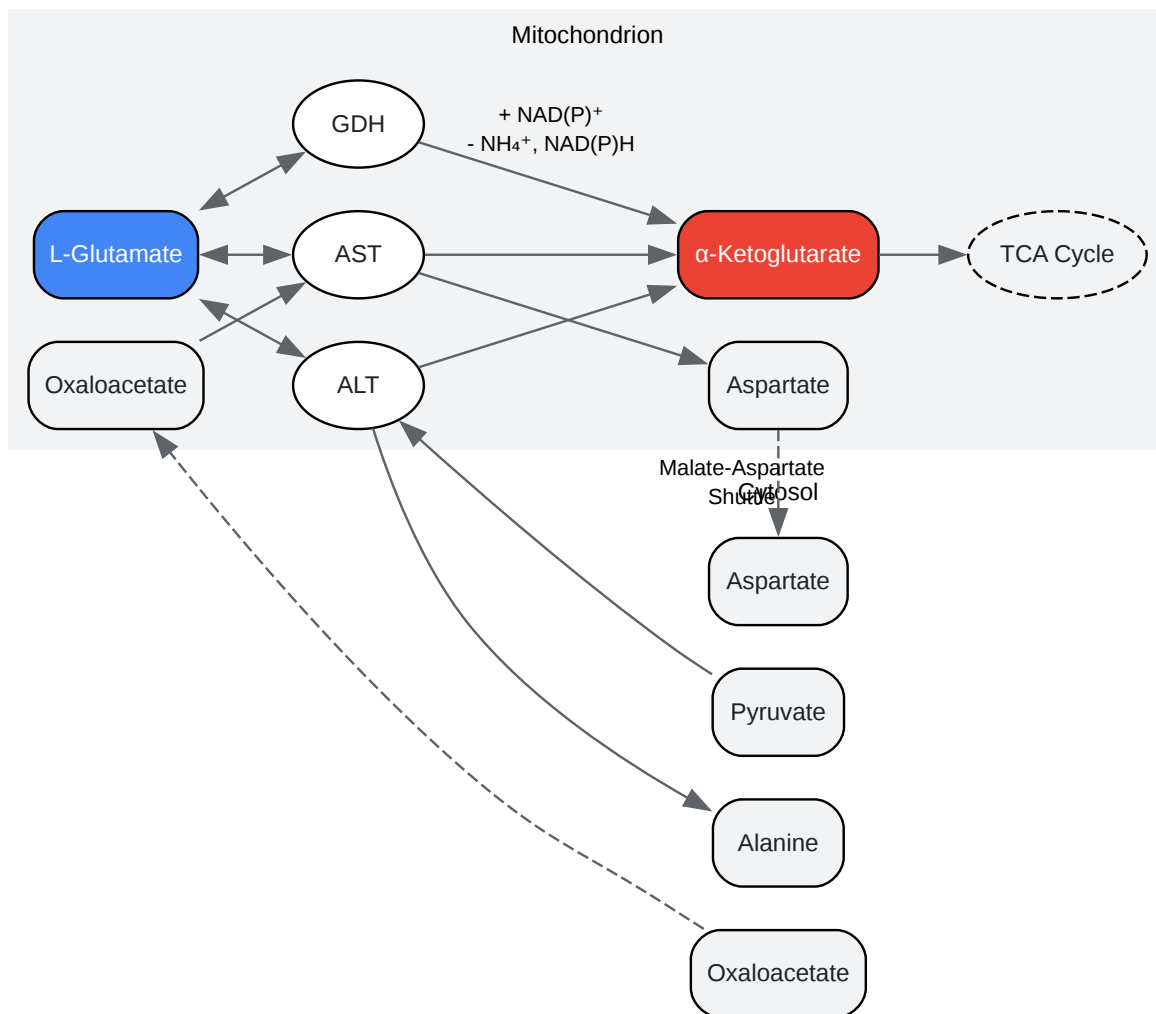 Mitochondrion
GDH
+ NAD(P)⁺
- NH₄⁺, NAD(P)H
L-Glutamate
AST
α-Ketoglutarate
TCA Cycle
Oxaloacetate
ALT
Aspartate
Malate-Aspartate
Shuttle
Cytosol
Aspartate
Pyruvate
Alanine
Oxaloacetate